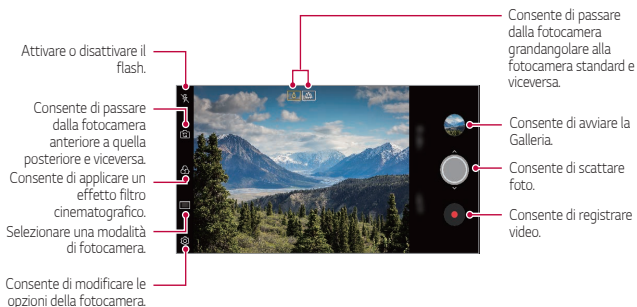 Attivare o disattivare il
flash.
Consente di passare
dalla fotocamera
anteriore a quella
posteriore e viceversa.
Consente di applicare un
effetto filtro
cinematografico.
Selezionare una modalità
di fotocamera.
Consente di modificare le
opzioni della fotocamera.
Consente di passare
dalla fotocamera
grandangolare alla
fotocamera standard e
viceversa.
Consente di avviare la
Galleria.
Consente di scattare
foto.
Consente di registrare
video.